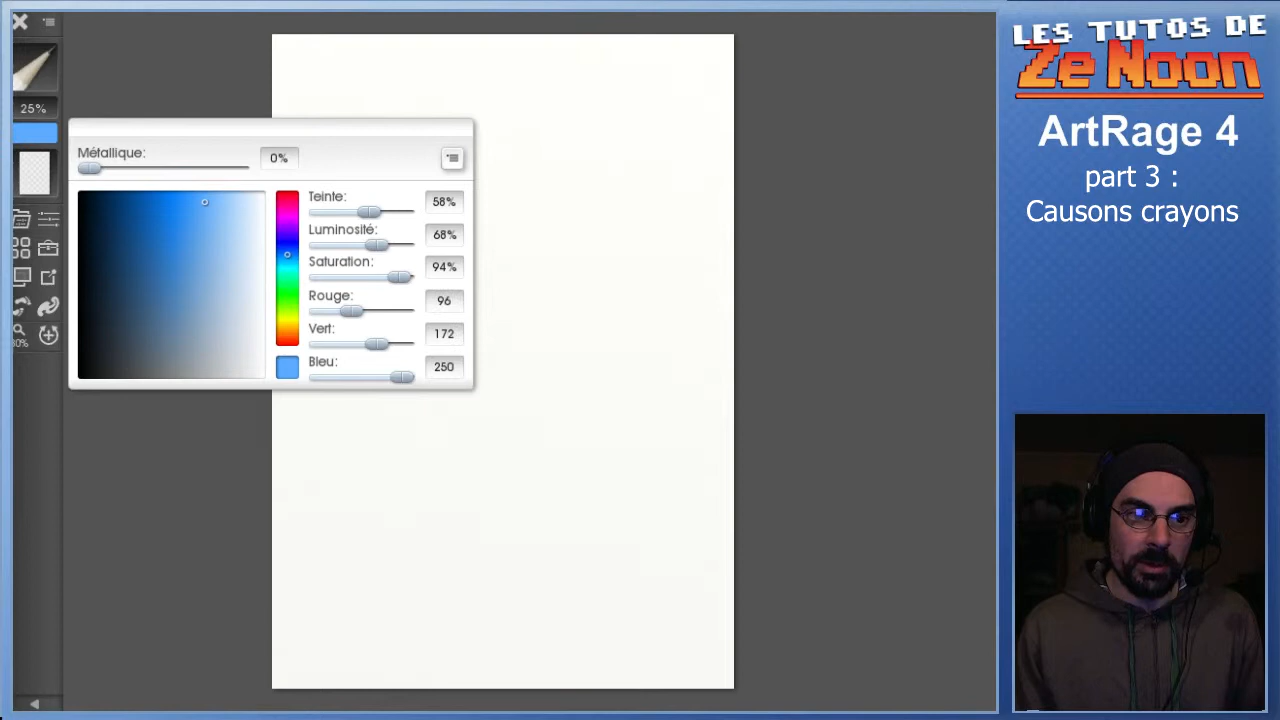 LES TUTOS DE
Ze Noon
ArtRage 4
part 3 :
Causons crayons
25%
Métallique:
0%
Teinte:
58%
Luminosité:
68%
Saturation:
94%
Rouge:
96
Vert:
172
Bleu:
250